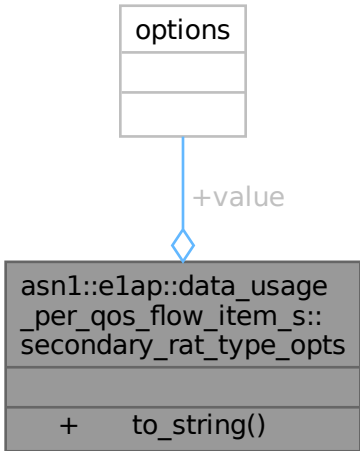 options
+value
asn1::e1ap::data_usage
_per_qos_flow_item_s::
secondary_rat_type_opts
+ to_string()